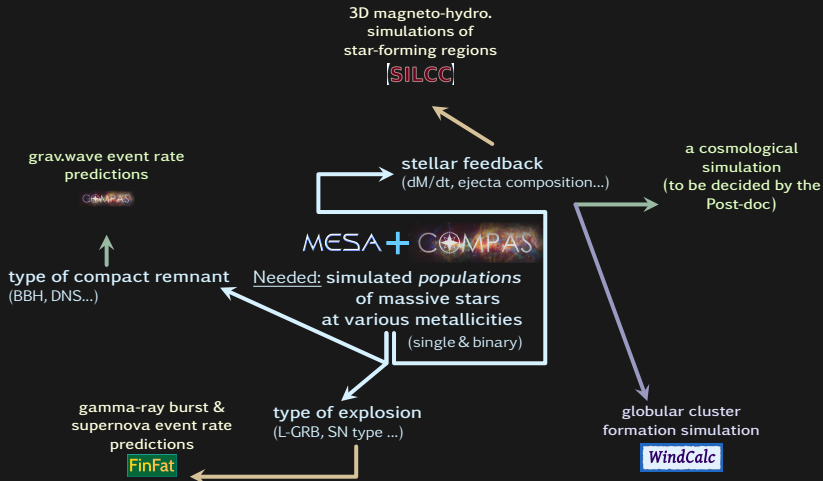 3D magneto-hydro.
simulations of
star-forming regions
[SILCC]
grav.wave event rate
predictions
COMPAS
stellar feedback
(dM/dt, ejecta composition...)
a cosmological
simulation
(to be decided by the
Post-doc)
MESA + COMPAS
type of compact remnant
(BBH, DNS...)
Needed: simulated populations
of massive stars
at various metallicities
(single & binary)
gamma-ray burst &
supernova event rate
predictions
FinFat
type of explosion
(L-GRB, SN type ...)
globular cluster
formation simulation
WindCalc